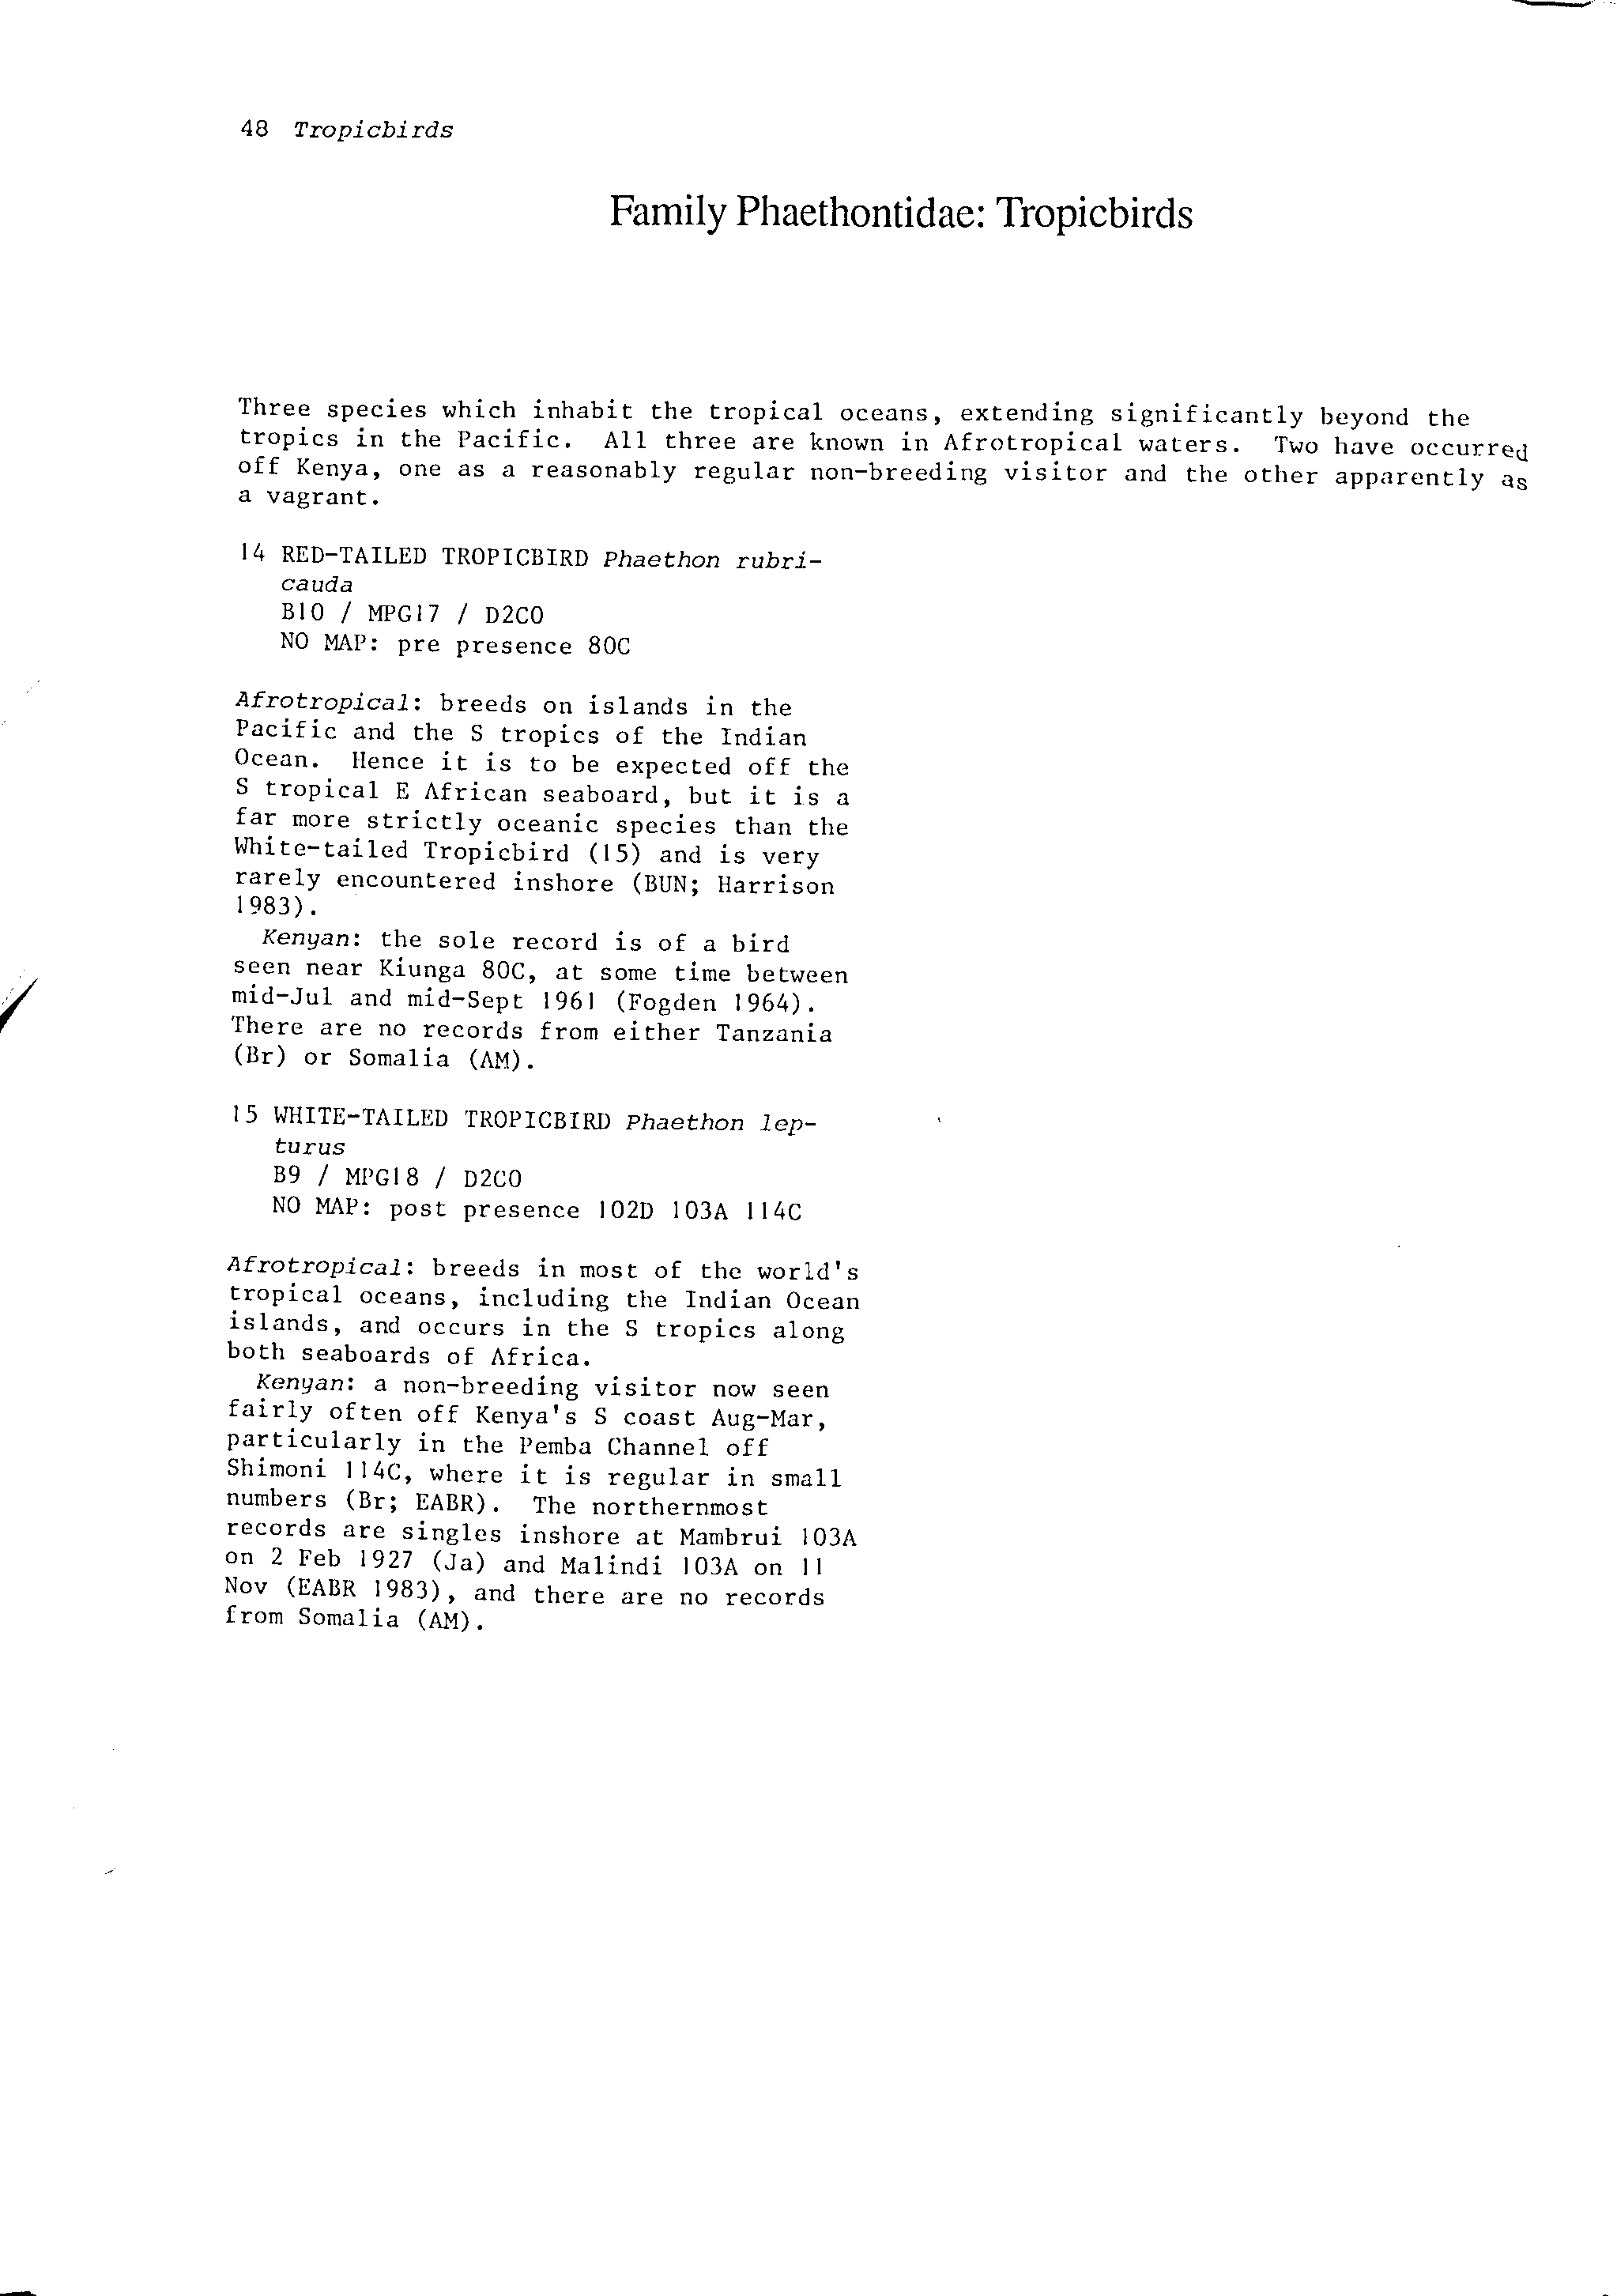 48 Tropicbirds
Family Phaethontidae: Tropicbirds
Three species which inhabit the tropical oceans, extending significantly beyond the
tropics in the Pacific. All three are known in Afrotropical waters. Two have occurred
off Kenya, one as a reasonably regular non-breeding visitor and the other apparently as
a vagrant.
14 RED-TAILED TROPICBIRD Phaethon rubri-
cauda
B10 / MPG17 / D2C0
NO MAP: pre presence 80C
Afrotropical: breeds on islands in the
Pacific and the S tropics of the Indian
Ocean. Hence it is to be expected off the
S tropical E African seaboard, but it is a
far more strictly oceanic species than the
White-tailed Tropicbird (15) and is very
rarely encountered inshore (BUN; Harrison
1983).
Kenyan: the sole record is of a bird
seen near Kiunga 80C, at some time between
mid-Jul and mid-Sept 1961 (Fogden 1964).
There are no records from either Tanzania
(Br) or Somalia (AM).
15 WHITE-TAILED TROPICBIRD Phaethon lep-
turus
B9 / MPG18 / D2C0
NO MAP: post presence 102D 103A 114C
Afrotropical: breeds in most of the world's
tropical oceans, including the Indian Ocean
islands, and occurs in the S tropics along
both seaboards of Africa.
Kenyan: a non-breeding visitor now seen
fairly often off Kenya's S coast Aug-Mar,
particularly in the Pemba Channel off
Shimoni 114C, where it is regular in small
numbers (Br; EABR). The northernmost
records are singles inshore at Mambrui 103A
on 2 Feb 1927 (Ja) and Malindi 103A on 11
Nov (EABR 1983), and there are no records
from Somalia (AM).